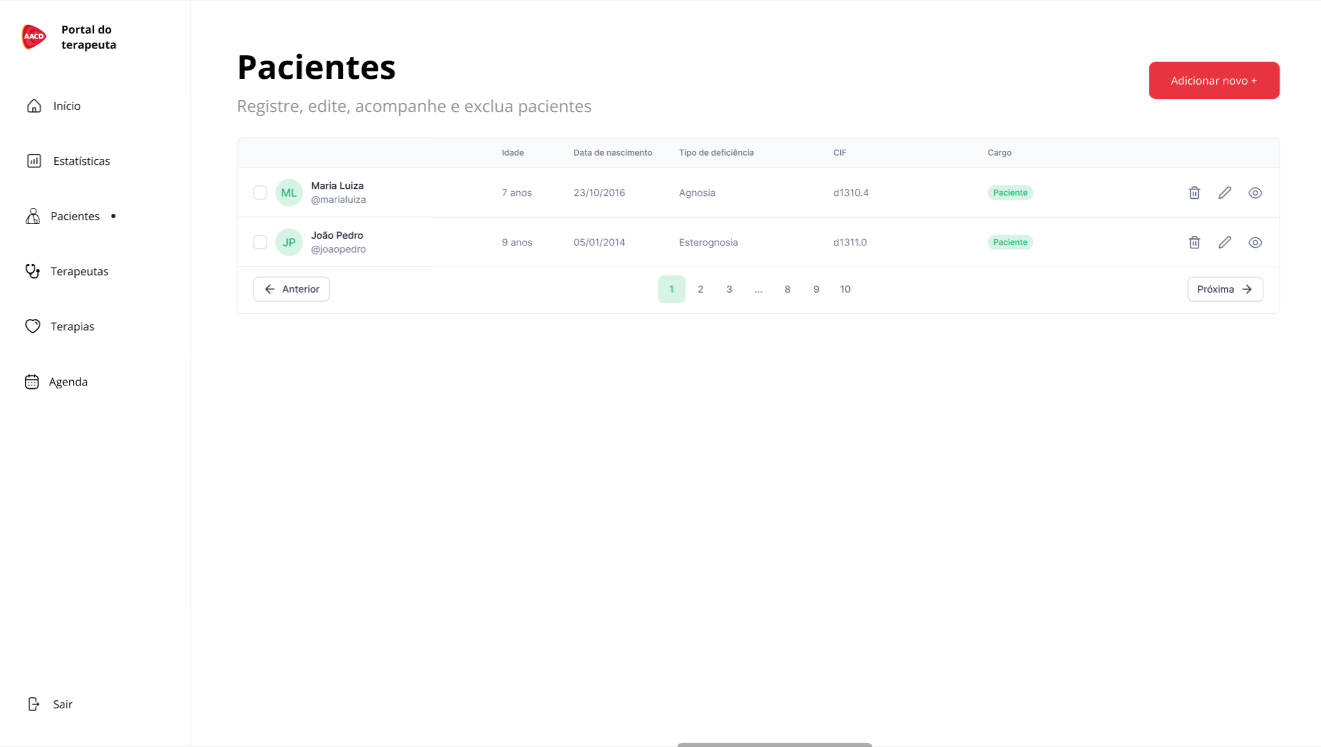 AACD
Portal do
terapeuta
Início
Estatísticas
Pacientes •
Terapeutas
Terapias
Agenda
Sair
Pacientes
Registre, edite, acompanhe e exclua pacientes
Adicionar novo +
Idade Data de nascimento Tipo de deficiência CIF Cargo
ML Maria Luiza @marialuiza 7 anos 23/10/2016 Agnosia d1310.4 Paciente
JP João Pedro @joaopedro 9 anos 05/01/2014 Esterognosia d1311.0 Paciente
← Anterior 1 2 3 ... 8 9 10 Próxima →